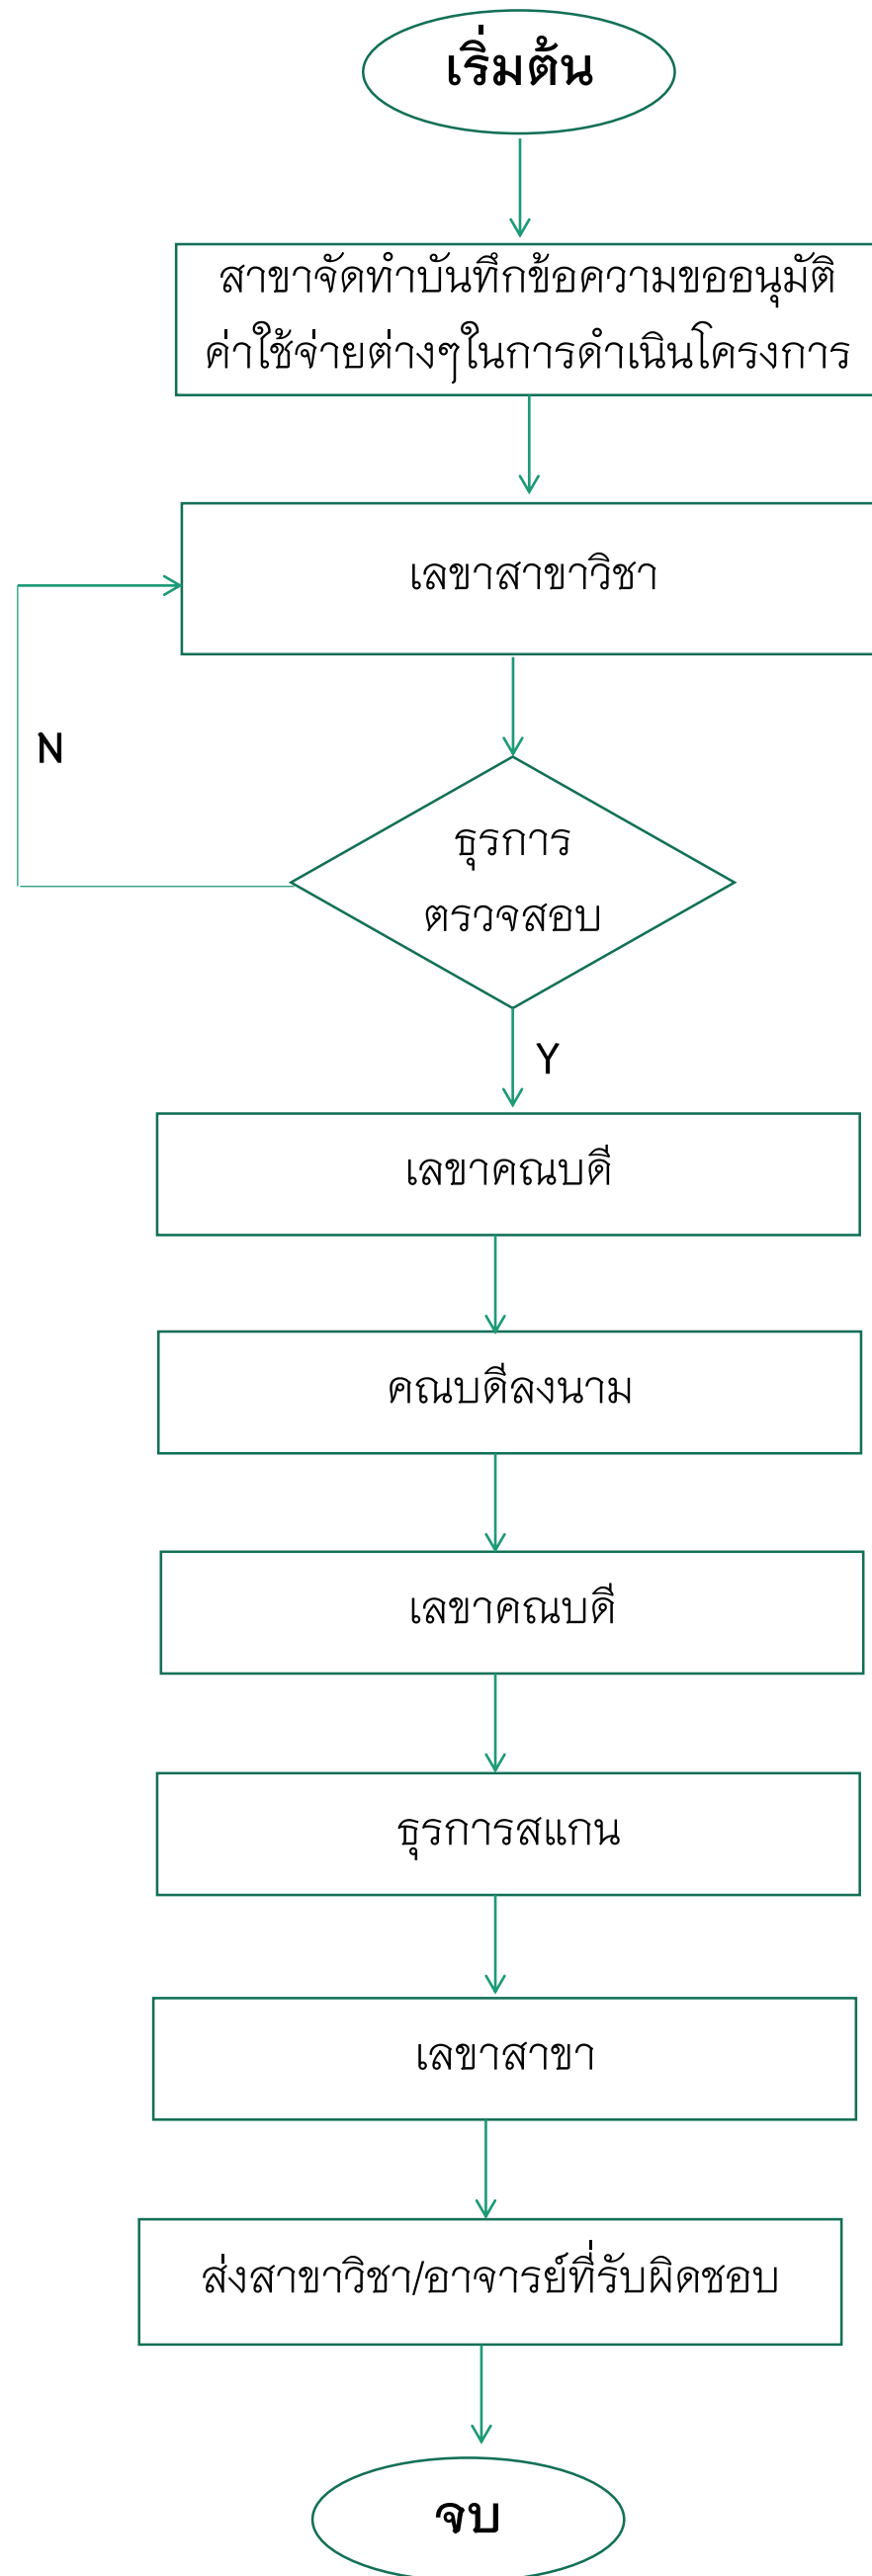 เริ่มต้น
สาขาจัดทำบันทึกข้อความขออนุมัติ
ค่าใช้จ่ายต่างๆในการดำเนินโครงการ
เลขาสาขาวิชา
N
ธุรการ
ตรวจสอบ
Y
เลขาคณบดี
คณบดีลงนาม
เลขาคณบดี
ธุรการสแกน
เลขาสาขา
ส่งสาขาวิชา/อาจารย์ที่รับผิดชอบ
จบ